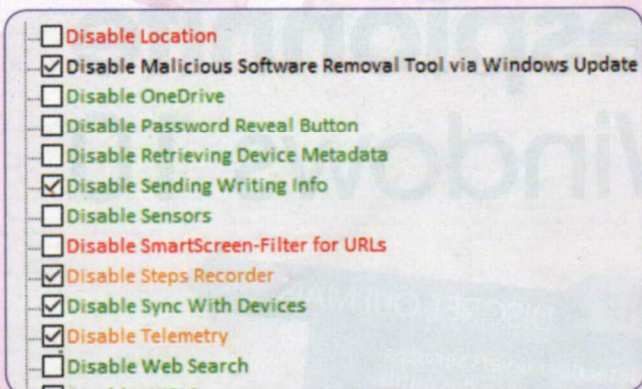 Disable Location
Disable Malicious Software Removal Tool via Windows Update
Disable OneDrive
Disable Password Reveal Button
Disable Retrieving Device Metadata
Disable Sending Writing Info
Disable Sensors
Disable SmartScreen-Filter for URLs
Disable Steps Recorder
Disable Sync With Devices
Disable Telemetry
Disable Web Search